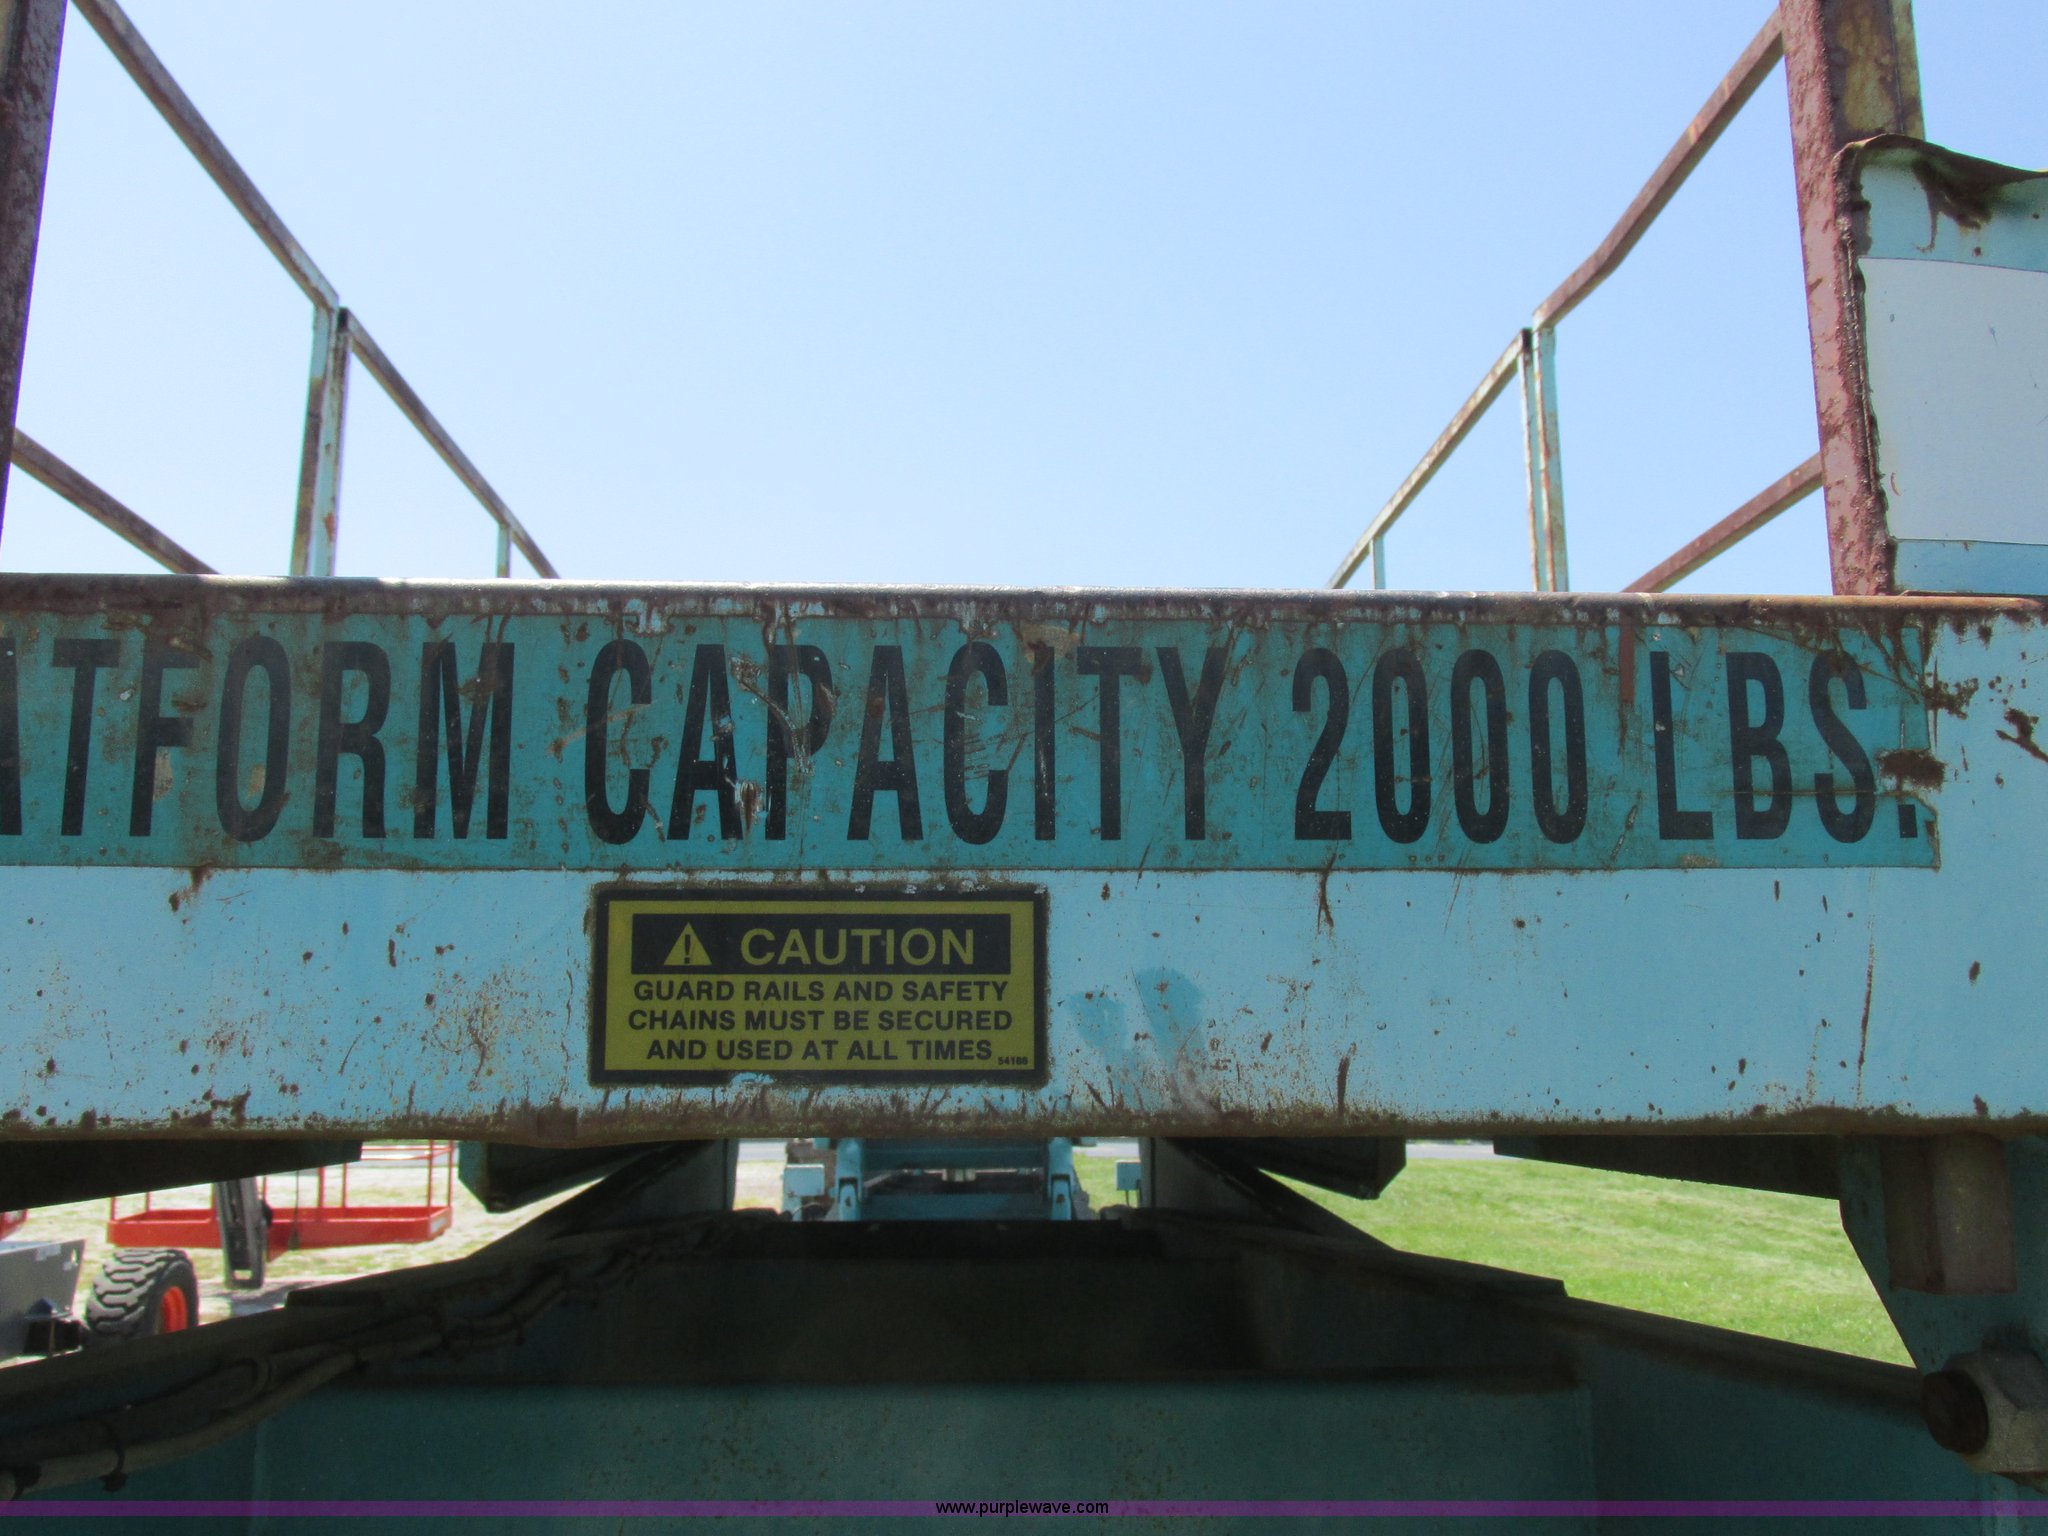 ATFORM CAPACITY 2000 LBS.
CAUTION
GUARD RAILS AND SAFETY
CHAINS MUST BE SECURED
AND USED AT ALL TIMES
54186
www.purplewave.com